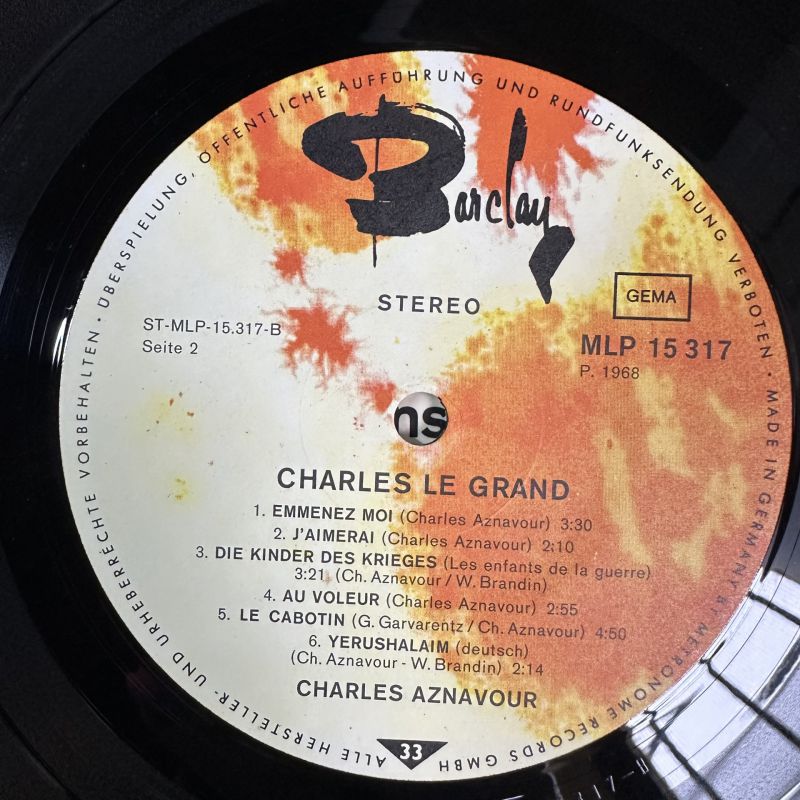 ALLE HERSTELLER- UND URHEBERRECHTE VORBEHALTEN · ÜBERSPIELUNG, ÖFFENTLICHE AUFFÜHRUNG UND RUNDFUNKSENDUNG VERBOTEN · MADE IN GERMANY BY METRONOME RECORDS GMBH
Barclay
STEREO
GEMA
ST-MLP-15.317-B
Seite 2
MLP 15 317
P. 1968
ns
CHARLES LE GRAND
1. EMMENEZ MOI (Charles Aznavour) 3:30
2. J'AIMERAI (Charles Aznavour) 2:10
3. DIE KINDER DES KRIEGES (Les enfants de la guerre)
3:21 (Ch. Aznavour / W. Brandin)
4. AU VOLEUR (Charles Aznavour) 2:55
5. LE CABOTIN (G. Garvarentz / Ch. Aznavour) 4:50
6. YERUSHALAIM (deutsch)
(Ch. Aznavour - W. Brandin) 2:14
CHARLES AZNAVOUR
33